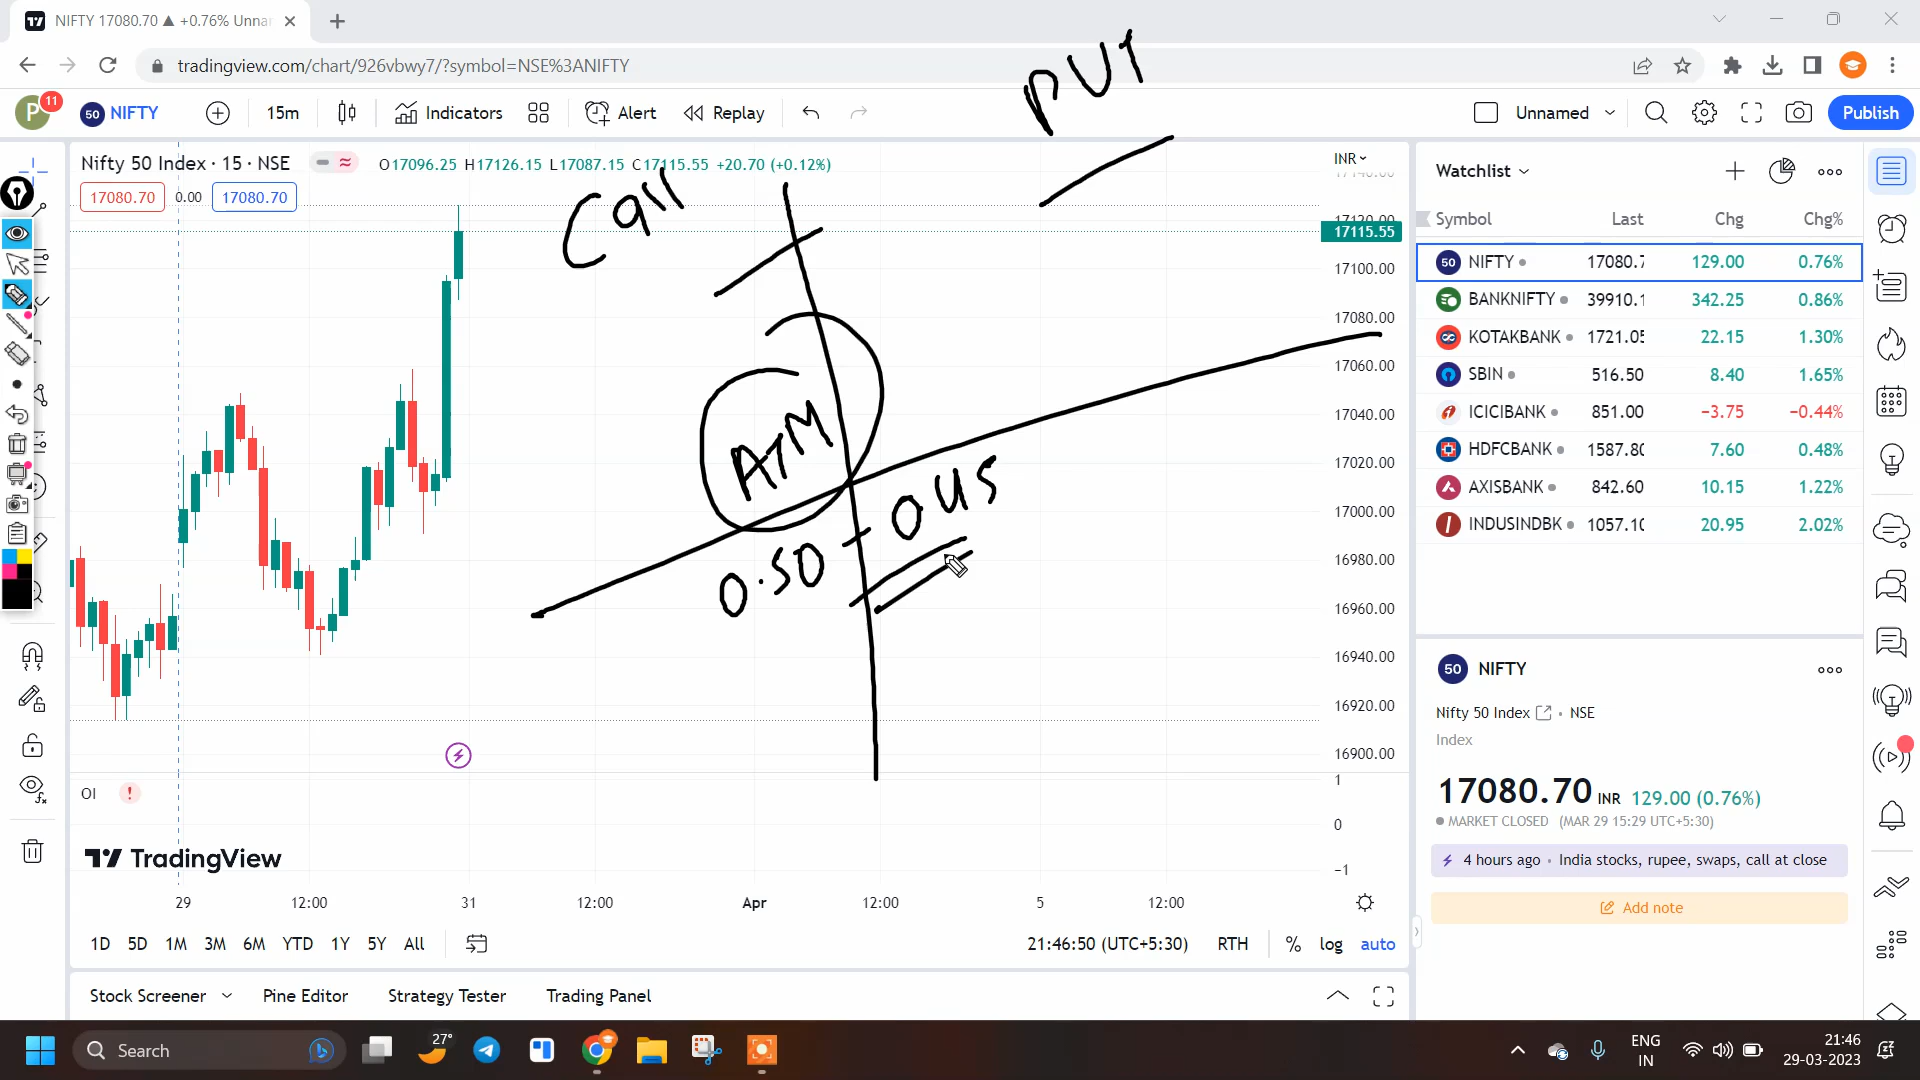 NIFTY 17080.70 ▲ +0.76% Unnar
tradingview.com/chart/926vbwy7/?symbol=NSE%3ANIFTY
P 11 50 NIFTY 15m Indicators Alert Replay Unnamed Publish
PUT
Nifty 50 Index · 15 · NSE O17096.25 H17126.15 L17087.15 C17115.55 +20.70 (+0.12%)
17080.70 0.00 17080.70
Call
ATM
0.50 - 0.45
INR
17140.00
17120.00
17115.55
17100.00
17080.00
17060.00
17040.00
17020.00
17000.00
16980.00
16960.00
16940.00
16920.00
16900.00
1
0
−1
OI !
TradingView
29 12:00 31 12:00 Apr 12:00 5 12:00
1D 5D 1M 3M 6M YTD 1Y 5Y All 21:46:50 (UTC+5:30) RTH % log auto
Stock Screener Pine Editor Strategy Tester Trading Panel
Watchlist
Symbol Last Chg Chg%
50 NIFTY 17080.7 129.00 0.76%
BANKNIFTY 39910.1 342.25 0.86%
KOTAKBANK 1721.05 22.15 1.30%
SBIN 516.50 8.40 1.65%
ICICIBANK 851.00 −3.75 −0.44%
HDFCBANK 1587.80 7.60 0.48%
AXISBANK 842.60 10.15 1.22%
INDUSINDBK 1057.10 20.95 2.02%
50 NIFTY
Nifty 50 Index · NSE
Index
17080.70 INR 129.00 (0.76%)
MARKET CLOSED (MAR 29 15:29 UTC+5:30)
4 hours ago · India stocks, rupee, swaps, call at close
Add note
Search 27° ENG IN 21:46
29-03-2023